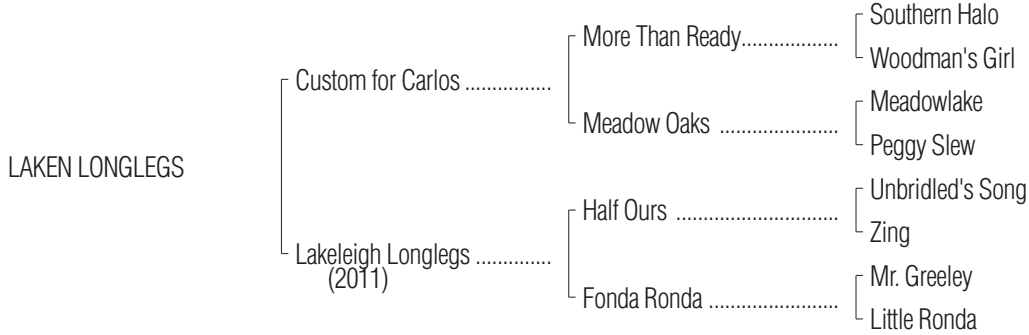 Southern Halo
More Than Ready...................
Woodman's Girl
Custom for Carlos ................
Meadowlake
Meadow Oaks .......................
Peggy Slew
LAKEN LONGLEGS
Unbridled's Song
Half Ours ...............................
Zing
Lakeleigh Longlegs ..............
(2011)
Mr. Greeley
Fonda Ronda .........................
Little Ronda